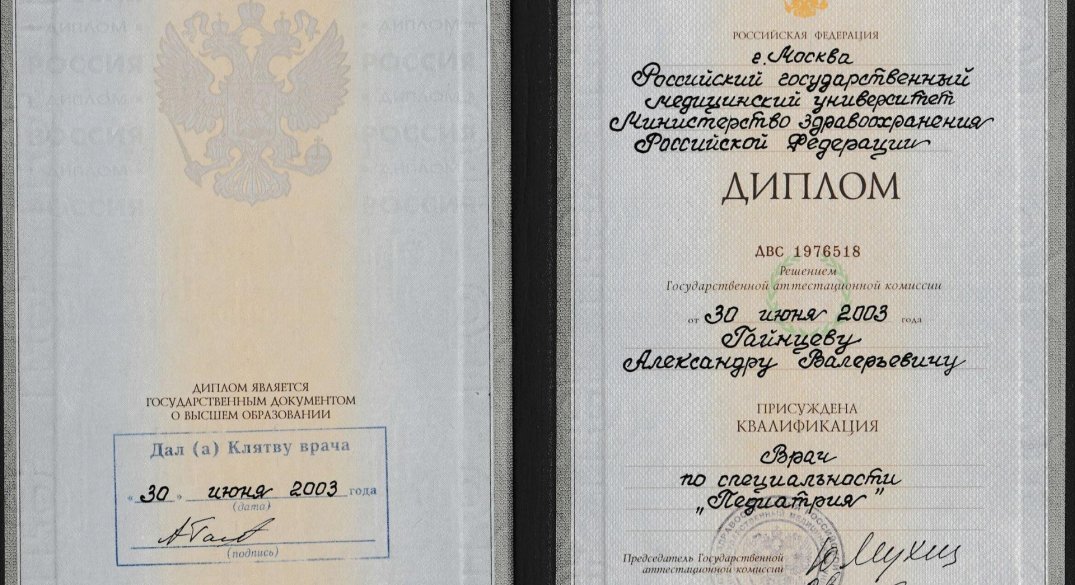 ДИПЛОМ ЯВЛЯЕТСЯ
ГОСУДАРСТВЕННЫМ ДОКУМЕНТОМ
О ВЫСШЕМ ОБРАЗОВАНИИ
Дал (а) Клятву врача
« 30 » июня 2003 года
(дата)
(подпись)
РОССИЙСКАЯ ФЕДЕРАЦИЯ
г. Москва
Российский государственный
медицинский университет
Министерство здравоохранения
Российской Федерации
ДИПЛОМ
ДВС 1976518
Решением
Государственной аттестационной комиссии
от 30 июня 2003 года
Гайнцеву
Александру Валерьевичу
ПРИСУЖДЕНА
КВАЛИФИКАЦИЯ
Врач
по специальности
„Педиатрия"
Председатель Государственной
аттестационной комиссии